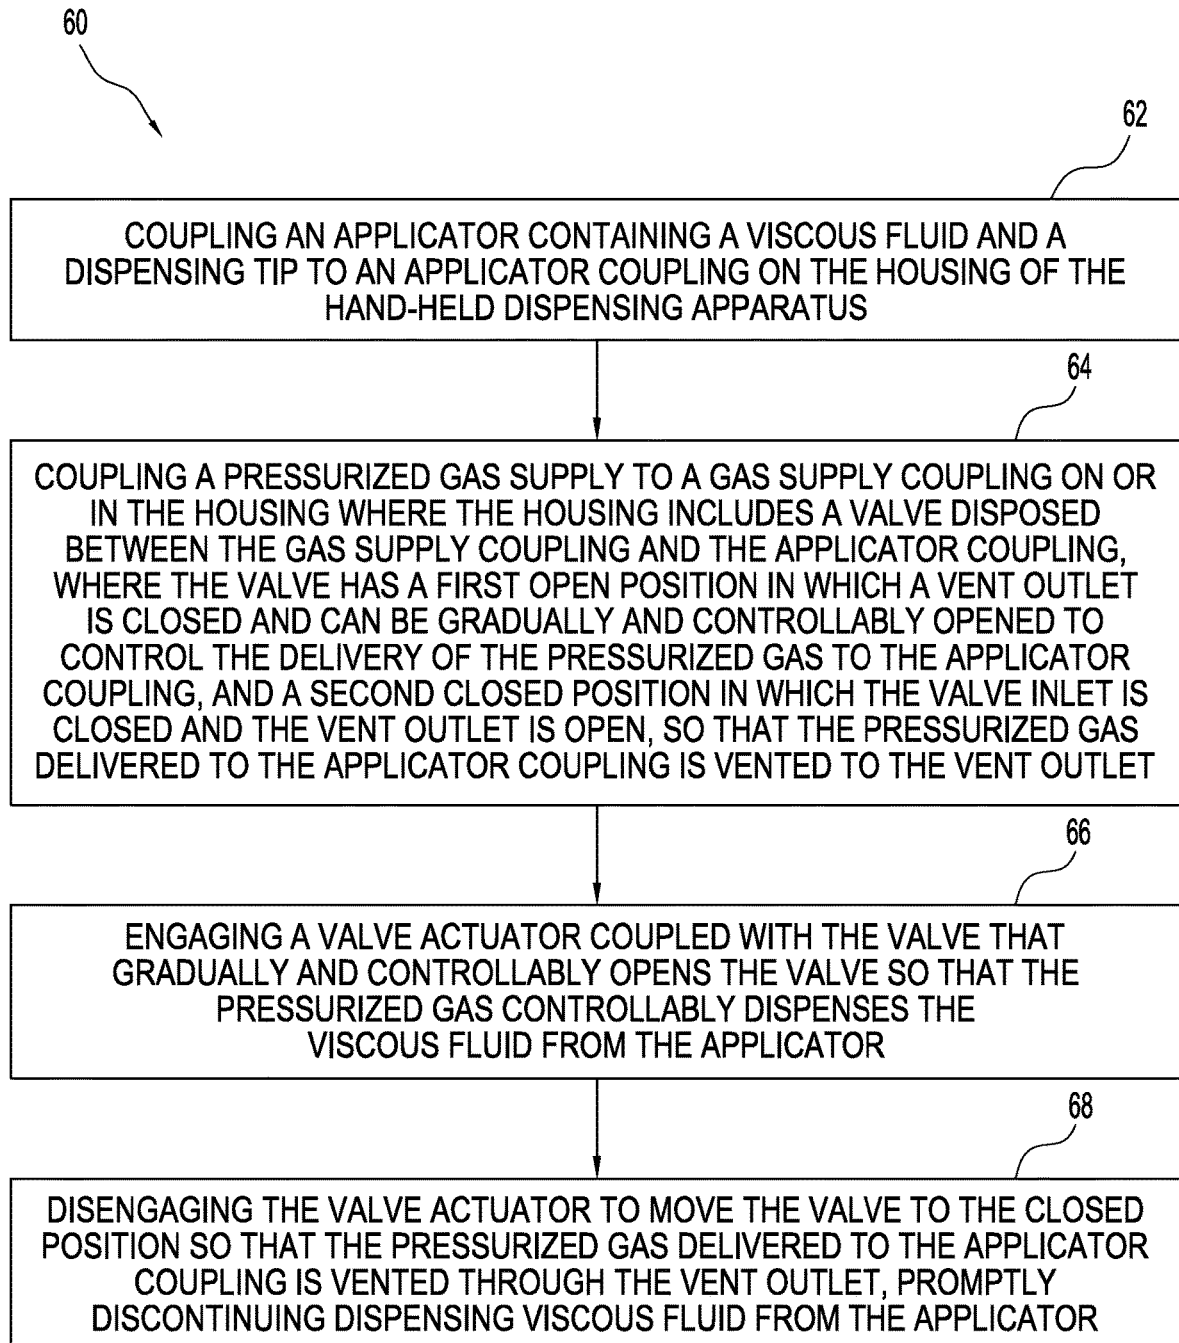 60
62
COUPLING AN APPLICATOR CONTAINING A VISCOUS FLUID AND A
DISPENSING TIP TO AN APPLICATOR COUPLING ON THE HOUSING OF THE
HAND-HELD DISPENSING APPARATUS
64
COUPLING A PRESSURIZED GAS SUPPLY TO A GAS SUPPLY COUPLING ON OR
IN THE HOUSING WHERE THE HOUSING INCLUDES A VALVE DISPOSED
BETWEEN THE GAS SUPPLY COUPLING AND THE APPLICATOR COUPLING,
WHERE THE VALVE HAS A FIRST OPEN POSITION IN WHICH A VENT OUTLET
IS CLOSED AND CAN BE GRADUALLY AND CONTROLLABLY OPENED TO
CONTROL THE DELIVERY OF THE PRESSURIZED GAS TO THE APPLICATOR
COUPLING, AND A SECOND CLOSED POSITION IN WHICH THE VALVE INLET IS
CLOSED AND THE VENT OUTLET IS OPEN, SO THAT THE PRESSURIZED GAS
DELIVERED TO THE APPLICATOR COUPLING IS VENTED TO THE VENT OUTLET
66
ENGAGING A VALVE ACTUATOR COUPLED WITH THE VALVE THAT
GRADUALLY AND CONTROLLABLY OPENS THE VALVE SO THAT THE
PRESSURIZED GAS CONTROLLABLY DISPENSES THE
VISCOUS FLUID FROM THE APPLICATOR
68
DISENGAGING THE VALVE ACTUATOR TO MOVE THE VALVE TO THE CLOSED
POSITION SO THAT THE PRESSURIZED GAS DELIVERED TO THE APPLICATOR
COUPLING IS VENTED THROUGH THE VENT OUTLET, PROMPTLY
DISCONTINUING DISPENSING VISCOUS FLUID FROM THE APPLICATOR